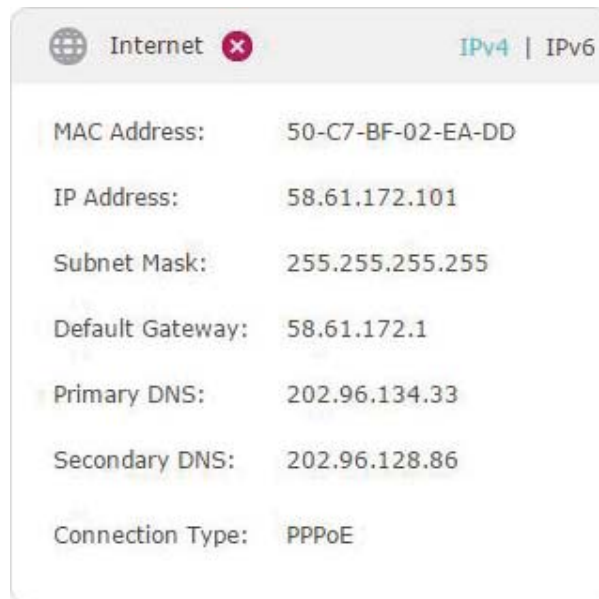 Internet IPv4 | IPv6
MAC Address: 50-C7-BF-02-EA-DD
IP Address: 58.61.172.101
Subnet Mask: 255.255.255.255
Default Gateway: 58.61.172.1
Primary DNS: 202.96.134.33
Secondary DNS: 202.96.128.86
Connection Type: PPPoE